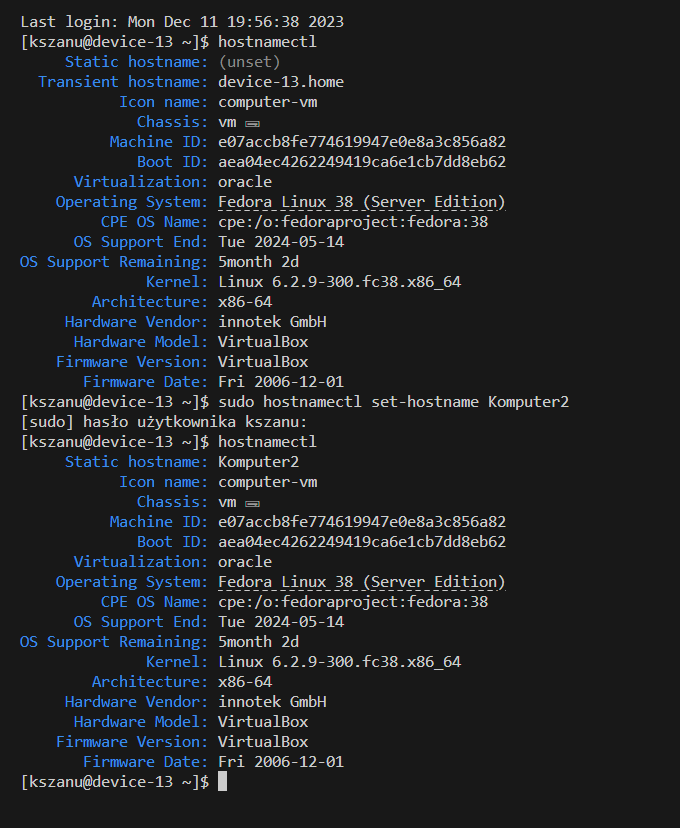 Last login: Mon Dec 11 19:56:38 2023
[kszanu@device-13 ~]$ hostnamectl
Static hostname: (unset)
Transient hostname: device-13.home
Icon name: computer-vm
Chassis: vm 🖴
Machine ID: e07accb8fe774619947e0e8a3c856a82
Boot ID: aea04ec4262249419ca6e1cb7dd8eb62
Virtualization: oracle
Operating System: Fedora Linux 38 (Server Edition)
CPE OS Name: cpe:/o:fedoraproject:fedora:38
OS Support End: Tue 2024-05-14
OS Support Remaining: 5month 2d
Kernel: Linux 6.2.9-300.fc38.x86_64
Architecture: x86-64
Hardware Vendor: innotek GmbH
Hardware Model: VirtualBox
Firmware Version: VirtualBox
Firmware Date: Fri 2006-12-01
[kszanu@device-13 ~]$ sudo hostnamectl set-hostname Komputer2
[sudo] hasło użytkownika kszanu:
[kszanu@device-13 ~]$ hostnamectl
Static hostname: Komputer2
Icon name: computer-vm
Chassis: vm 🖴
Machine ID: e07accb8fe774619947e0e8a3c856a82
Boot ID: aea04ec4262249419ca6e1cb7dd8eb62
Virtualization: oracle
Operating System: Fedora Linux 38 (Server Edition)
CPE OS Name: cpe:/o:fedoraproject:fedora:38
OS Support End: Tue 2024-05-14
OS Support Remaining: 5month 2d
Kernel: Linux 6.2.9-300.fc38.x86_64
Architecture: x86-64
Hardware Vendor: innotek GmbH
Hardware Model: VirtualBox
Firmware Version: VirtualBox
Firmware Date: Fri 2006-12-01
[kszanu@device-13 ~]$